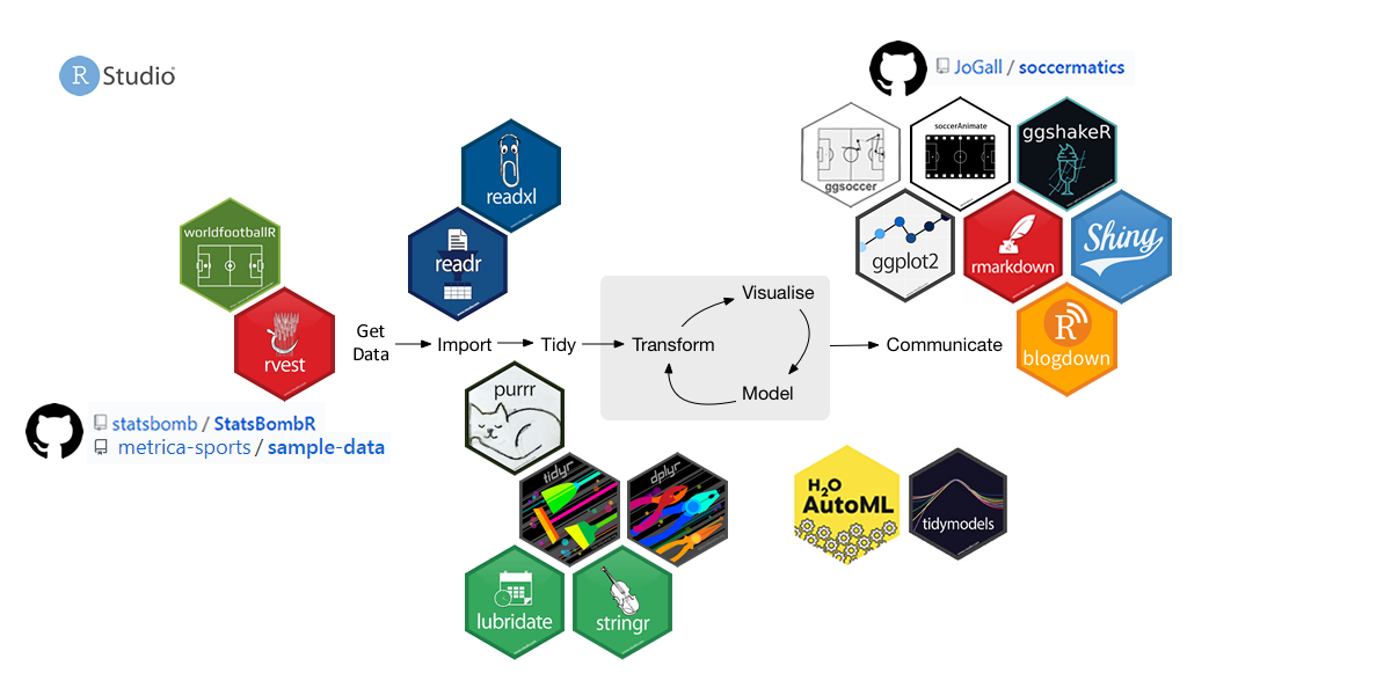 R Studio
JoGall / soccermatics
ggsoccer
soccerAnimate
ggshakeR
readxl
worldfootballR
readr
ggplot2
rmarkdown
Shiny
rvest
Get
Data
Import
Tidy
Transform
Visualise
Model
Communicate
R
blogdown
statsbomb / StatsBombR
metrica-sports / sample-data
purrr
tidyr
dplyr
H2O
AutoML
tidymodels
lubridate
stringr